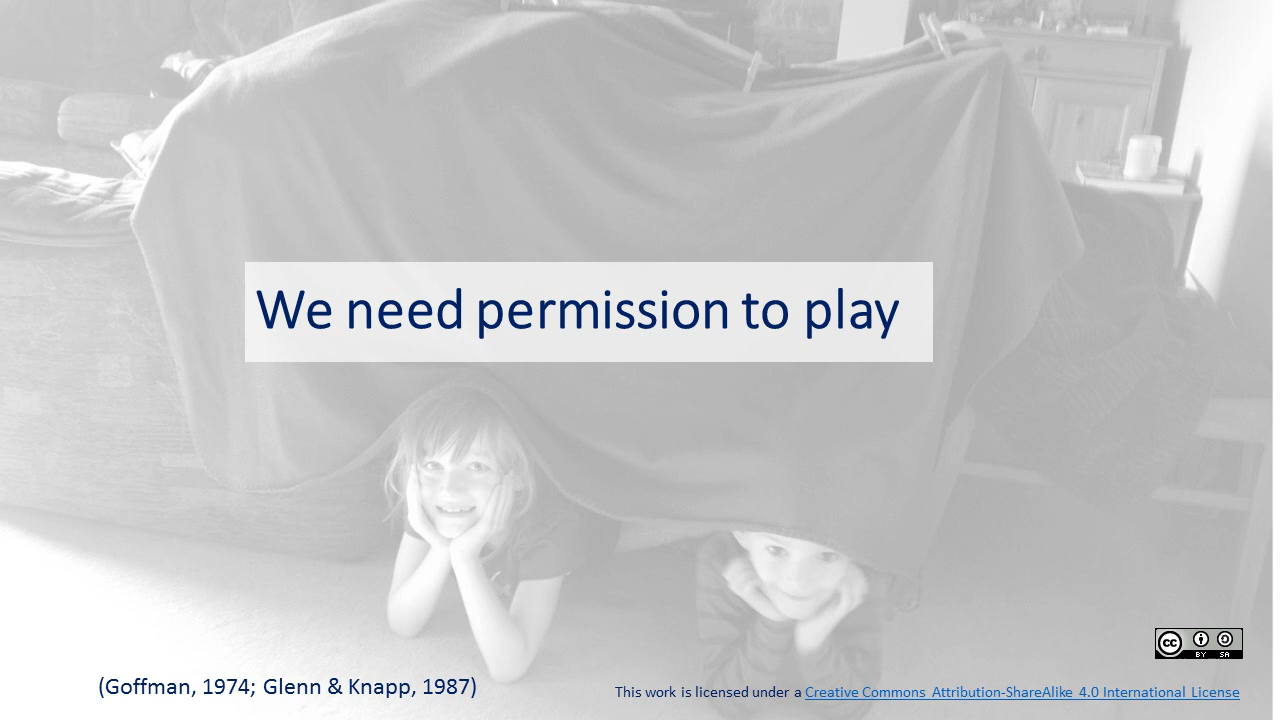 We need permission to play
cc BY SA
(Goffman, 1974; Glenn & Knapp, 1987)
This work is licensed under a Creative Commons Attribution-ShareAlike 4.0 International License